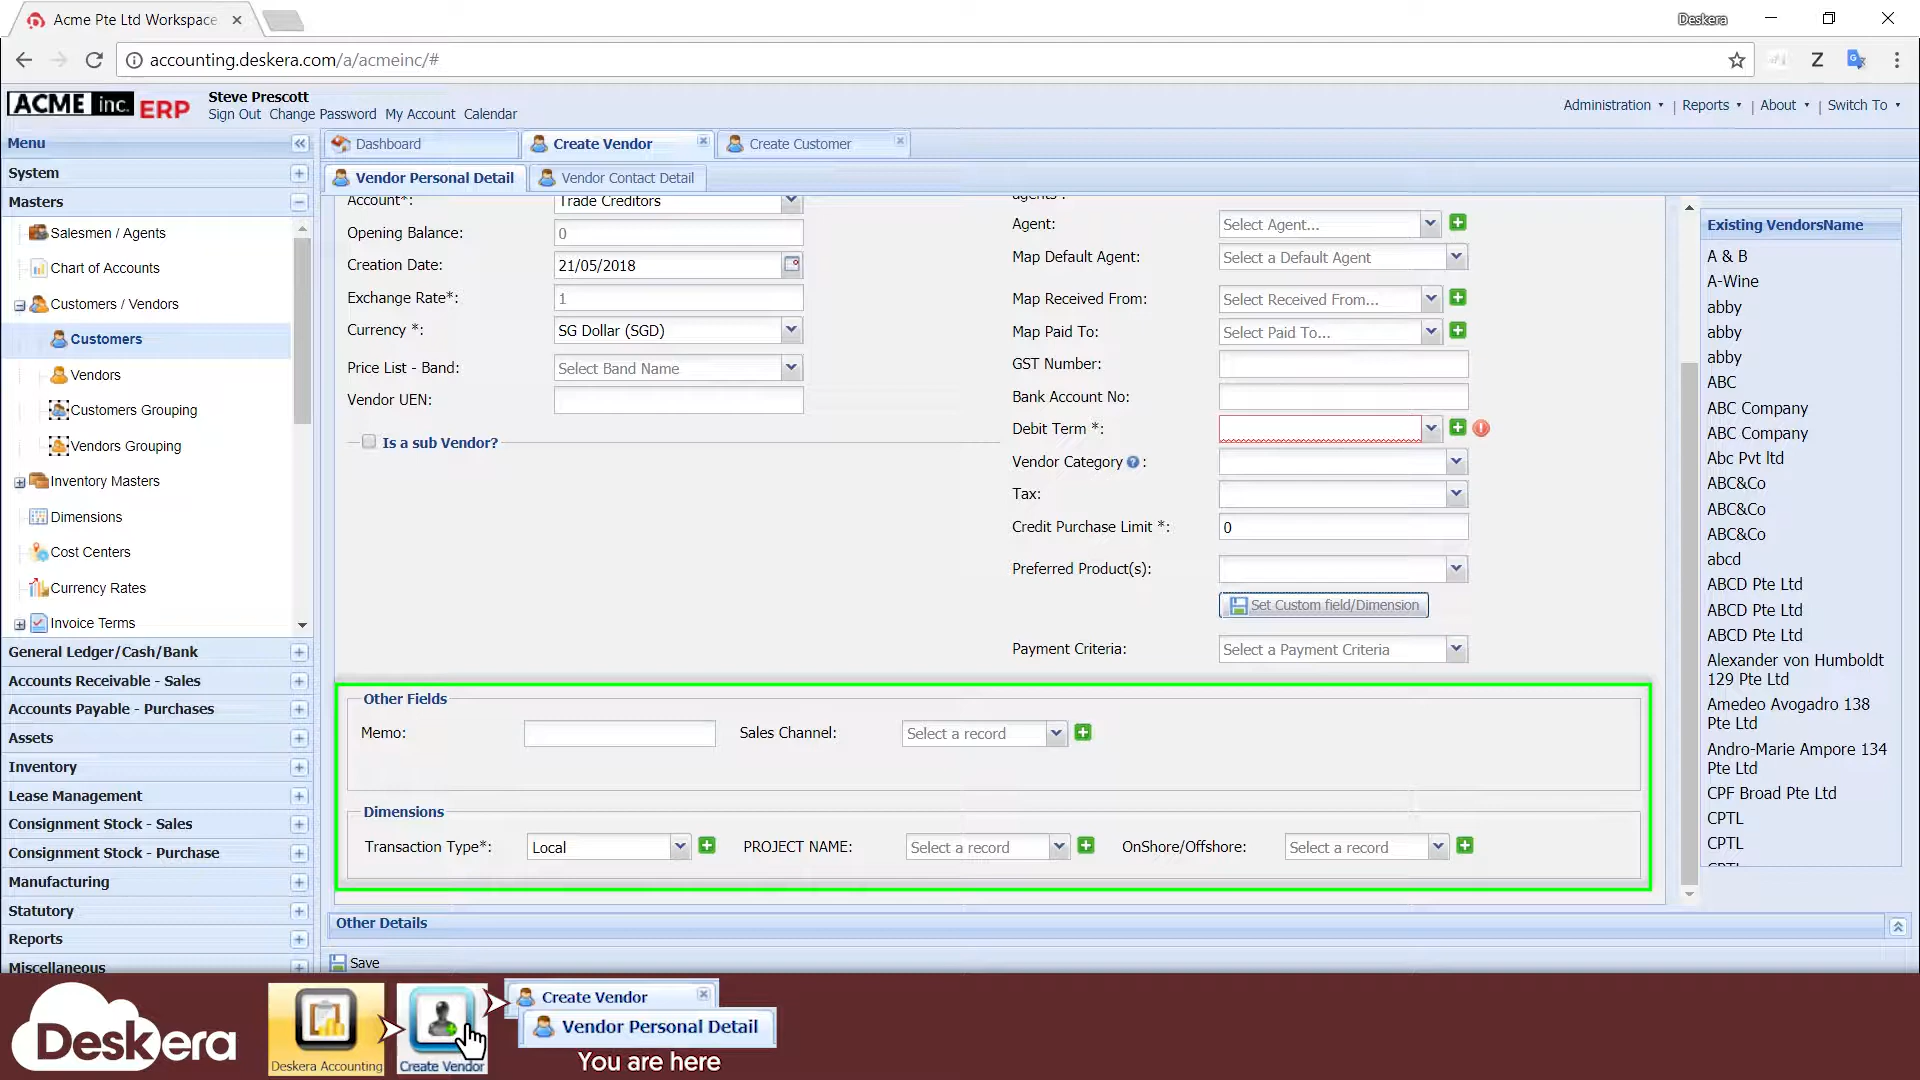 Acme Pte Ltd Workspace
Deskera
accounting.deskera.com/a/acmeinc/#
Z
ACME inc. ERP
Steve Prescott
Sign Out Change Password My Account Calendar
Administration | Reports | About | Switch To
Menu
System
Masters
Salesmen / Agents
Chart of Accounts
Customers / Vendors
Customers
Vendors
Customers Grouping
Vendors Grouping
Inventory Masters
Dimensions
Cost Centers
Currency Rates
Invoice Terms
General Ledger/Cash/Bank
Accounts Receivable - Sales
Accounts Payable - Purchases
Assets
Inventory
Lease Management
Consignment Stock - Sales
Consignment Stock - Purchase
Manufacturing
Statutory
Reports
Miscellaneous
Dashboard
Create Vendor
Create Customer
Vendor Personal Detail
Vendor Contact Detail
Account*: Trade Creditors
Opening Balance: 0
Creation Date: 21/05/2018
Exchange Rate*: 1
Currency *: SG Dollar (SGD)
Price List - Band: Select Band Name
Vendor UEN:
Is a sub Vendor?
agents :
Agent: Select Agent...
Map Default Agent: Select a Default Agent
Map Received From: Select Received From...
Map Paid To: Select Paid To...
GST Number:
Bank Account No:
Debit Term *:
Vendor Category :
Tax:
Credit Purchase Limit *: 0
Preferred Product(s):
Set Custom field/Dimension
Payment Criteria: Select a Payment Criteria
Other Fields
Memo: Sales Channel: Select a record
Dimensions
Transaction Type*: Local PROJECT NAME: Select a record OnShore/Offshore: Select a record
Other Details
Save
Existing VendorsName
A & B
A-Wine
abby
abby
abby
ABC
ABC Company
ABC Company
Abc Pvt ltd
ABC&Co
ABC&Co
ABC&Co
abcd
ABCD Pte Ltd
ABCD Pte Ltd
ABCD Pte Ltd
Alexander von Humboldt
129 Pte Ltd
Amedeo Avogadro 138
Pte Ltd
Andro-Marie Ampore 134
Pte Ltd
CPF Broad Pte Ltd
CPTL
CPTL
CPTL
Deskera
Deskera Accounting
Create Vendor
Create Vendor
Vendor Personal Detail
You are here